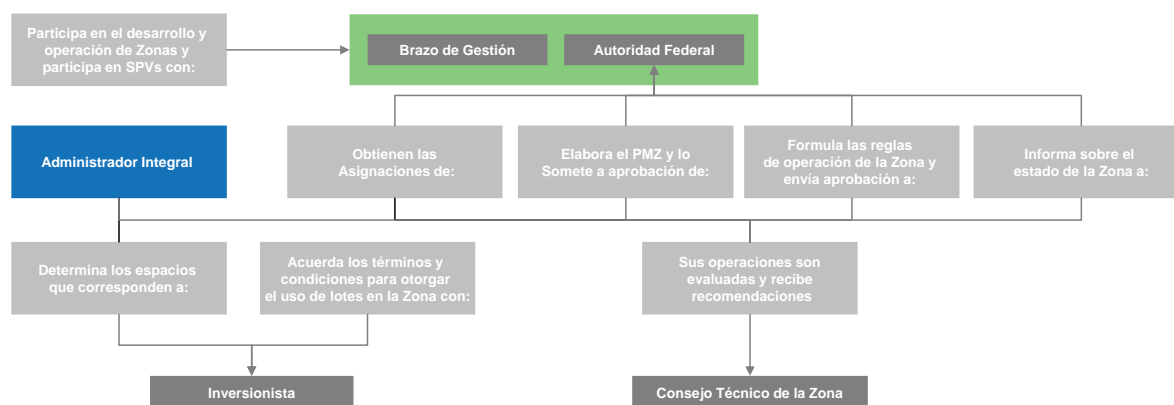 Participa en el desarrollo y
operación de Zonas y
participa en SPVs con:
Brazo de Gestión
Autoridad Federal
Administrador Integral
Obtienen las
Asignaciones de:
Elabora el PMZ y lo
Somete a aprobación de:
Formula las reglas
de operación de la Zona y
envía aprobación a:
Informa sobre el
estado de la Zona a:
Determina los espacios
que corresponden a:
Acuerda los términos y
condiciones para otorgar
el uso de lotes en la Zona con:
Sus operaciones son
evaluadas y recibe
recomendaciones
Inversionista
Consejo Técnico de la Zona